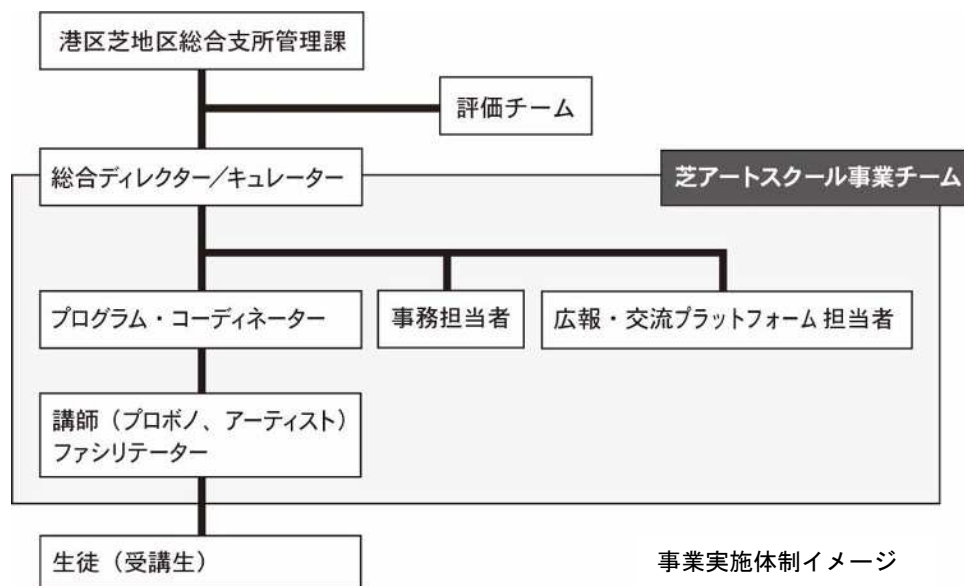 港区芝地区総合支所管理課
評価チーム
総合ディレクター／キュレーター
芝アートスクール事業チーム
プログラム・コーディネーター
事務担当者
広報・交流プラットフォーム 担当者
講師（プロボノ、アーティスト）
ファシリテーター
生徒（受講生）
事業実施体制イメージ